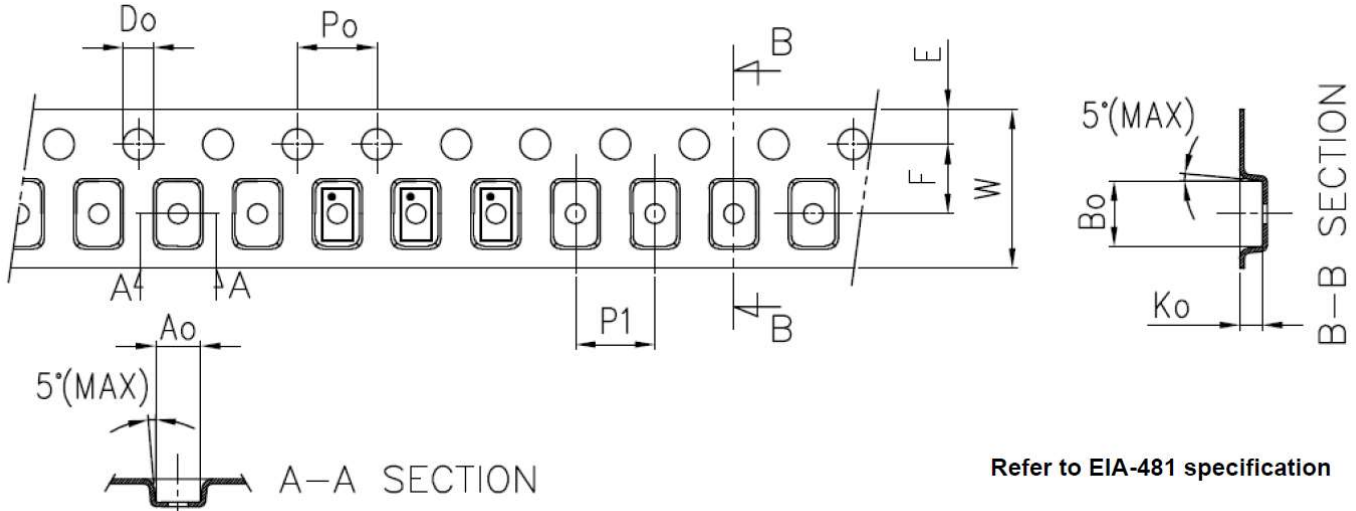 Do
Po
B
E
5°(MAX)
F
W
Bo
B-B SECTION
A
A
Ko
P1
B
Ao
5°(MAX)
A-A SECTION
Refer to EIA-481 specification